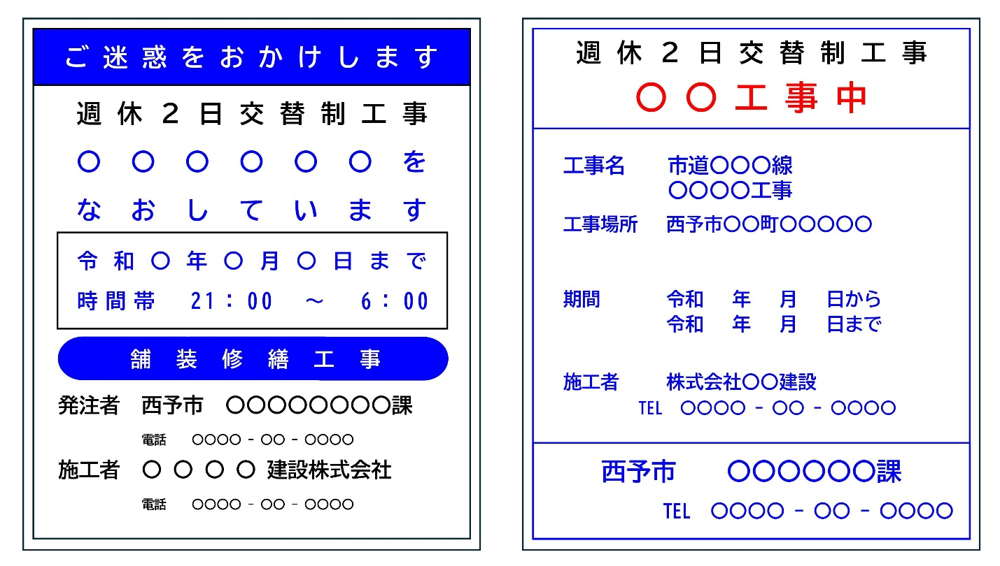 ご迷惑をおかけします
週休２日交替制工事
〇〇〇〇〇〇を
なおしています
令和〇年〇月〇日まで
時間帯　21：00　～　6：00
舗装修繕工事
発注者　西予市　〇〇〇〇〇〇〇〇課
電話　〇〇〇〇－〇〇－〇〇〇〇
施工者　〇〇〇〇建設株式会社
電話　〇〇〇〇－〇〇－〇〇〇〇
週休２日交替制工事
〇〇工事中
工事名　市道〇〇〇線
〇〇〇〇工事
工事場所　西予市〇〇町〇〇〇〇〇
期間　令和　年　月　日から
令和　年　月　日まで
施工者　株式会社〇〇建設
TEL　〇〇〇〇－〇〇－〇〇〇〇
西予市　〇〇〇〇〇〇課
TEL　〇〇〇〇－〇〇－〇〇〇〇